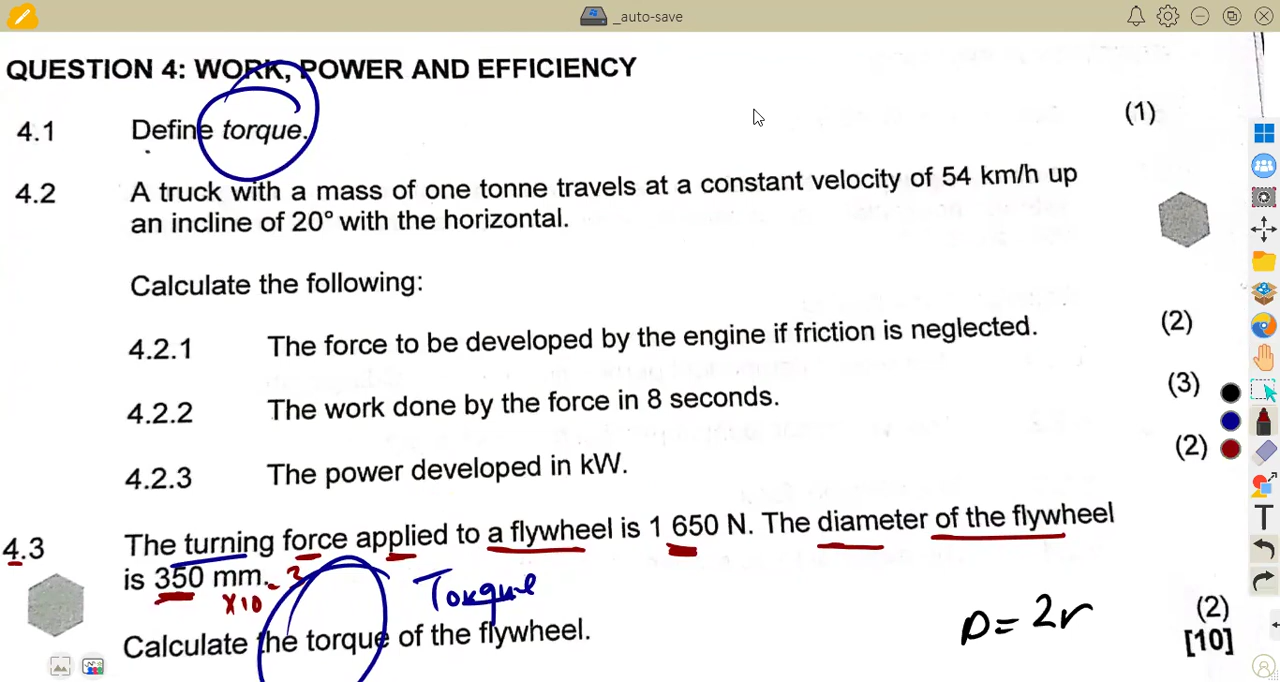 _auto-save
QUESTION 4: WORK, POWER AND EFFICIENCY
4.1 Define torque. (1)
4.2 A truck with a mass of one tonne travels at a constant velocity of 54 km/h up
an incline of 20° with the horizontal.
Calculate the following:
4.2.1 The force to be developed by the engine if friction is neglected. (2)
4.2.2 The work done by the force in 8 seconds. (3)
4.2.3 The power developed in kW. (2)
4.3 The turning force applied to a flywheel is 1 650 N. The diameter of the flywheel
is 350 mm.
x10⁻³ Torque
Calculate the torque of the flywheel. (2)
D = 2r
[10]
T